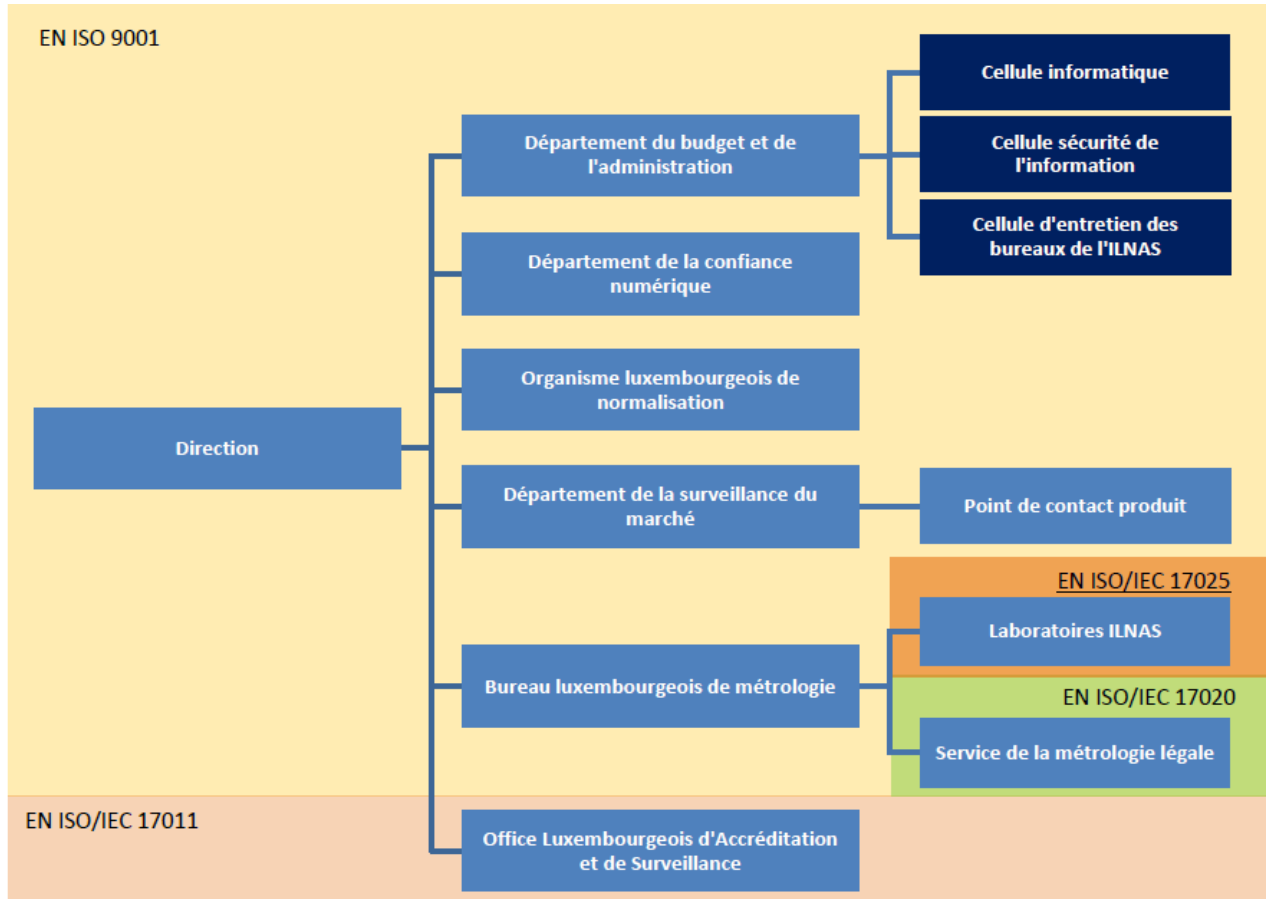 EN ISO 9001
Cellule informatique
Département du budget et de
l'administration
Cellule sécurité de
l'information
Cellule d'entretien des
bureaux de l'ILNAS
Département de la confiance
numérique
Organisme luxembourgeois de
normalisation
Direction
Département de la surveillance du
marché
Point de contact produit
EN ISO/IEC 17025
Laboratoires ILNAS
Bureau luxembourgeois de métrologie
EN ISO/IEC 17020
Service de la métrologie légale
EN ISO/IEC 17011
Office Luxembourgeois d'Accréditation
et de Surveillance